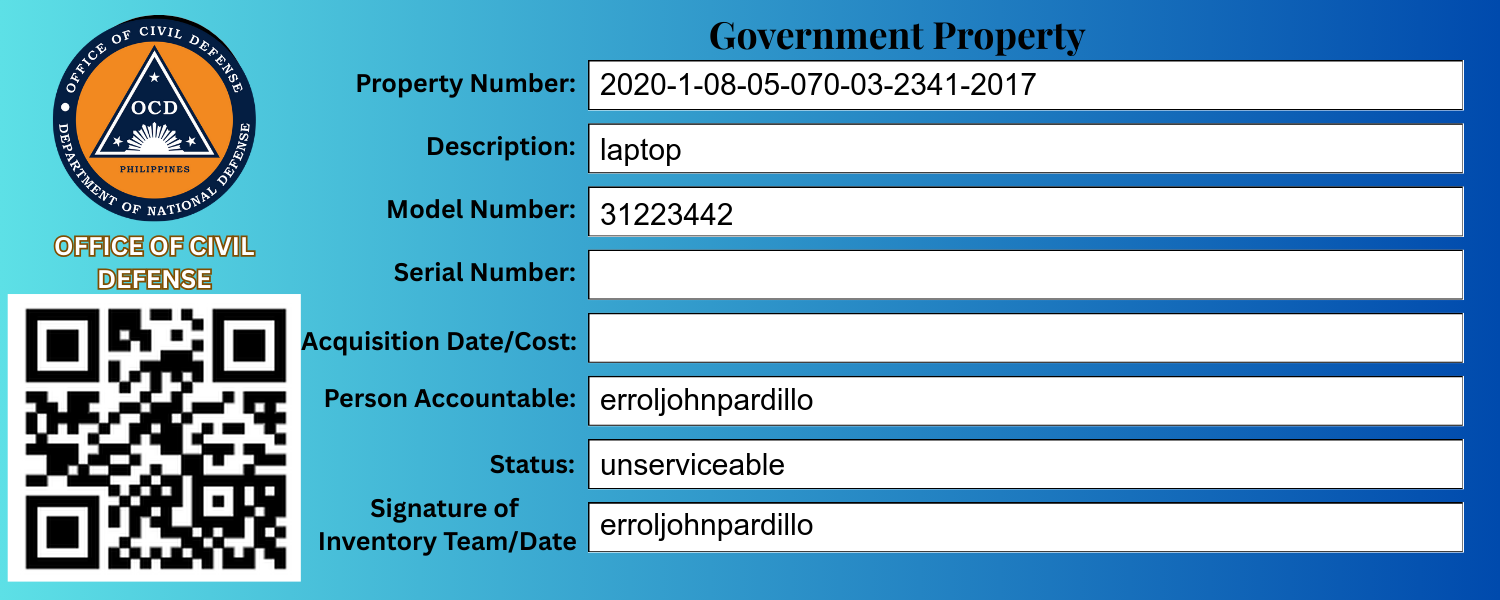 Government Property
OFFICE OF CIVIL DEFENSE
DEPARTMENT OF NATIONAL DEFENSE
OCD
PHILIPPINES
OFFICE OF CIVIL
DEFENSE
Property Number: 2020-1-08-05-070-03-2341-2017
Description: laptop
Model Number: 31223442
Serial Number:
Acquisition Date/Cost:
Person Accountable: erroljohnpardillo
Status: unserviceable
Signature of
Inventory Team/Date erroljohnpardillo